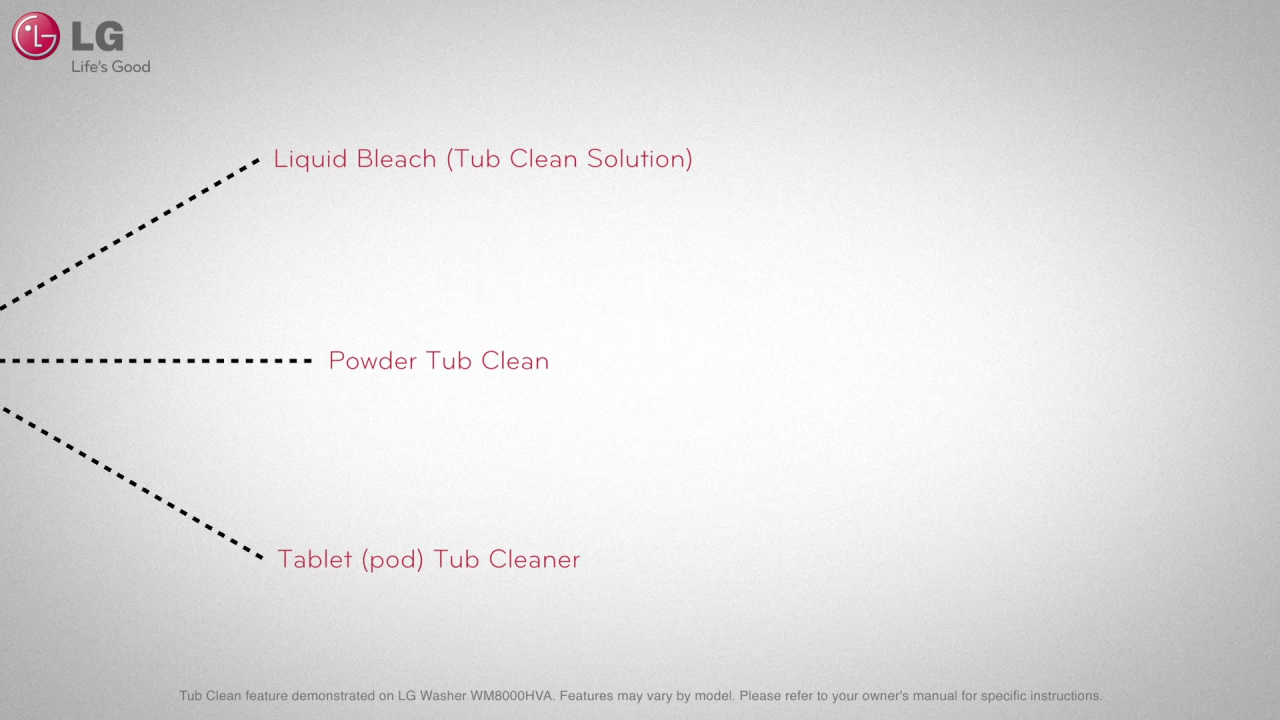 LG
Life's Good
Liquid Bleach (Tub Clean Solution)
Powder Tub Clean
Tablet (pod) Tub Cleaner
Tub Clean feature demonstrated on LG Washer WM8000HVA. Features may vary by model. Please refer to your owner's manual for specific instructions.